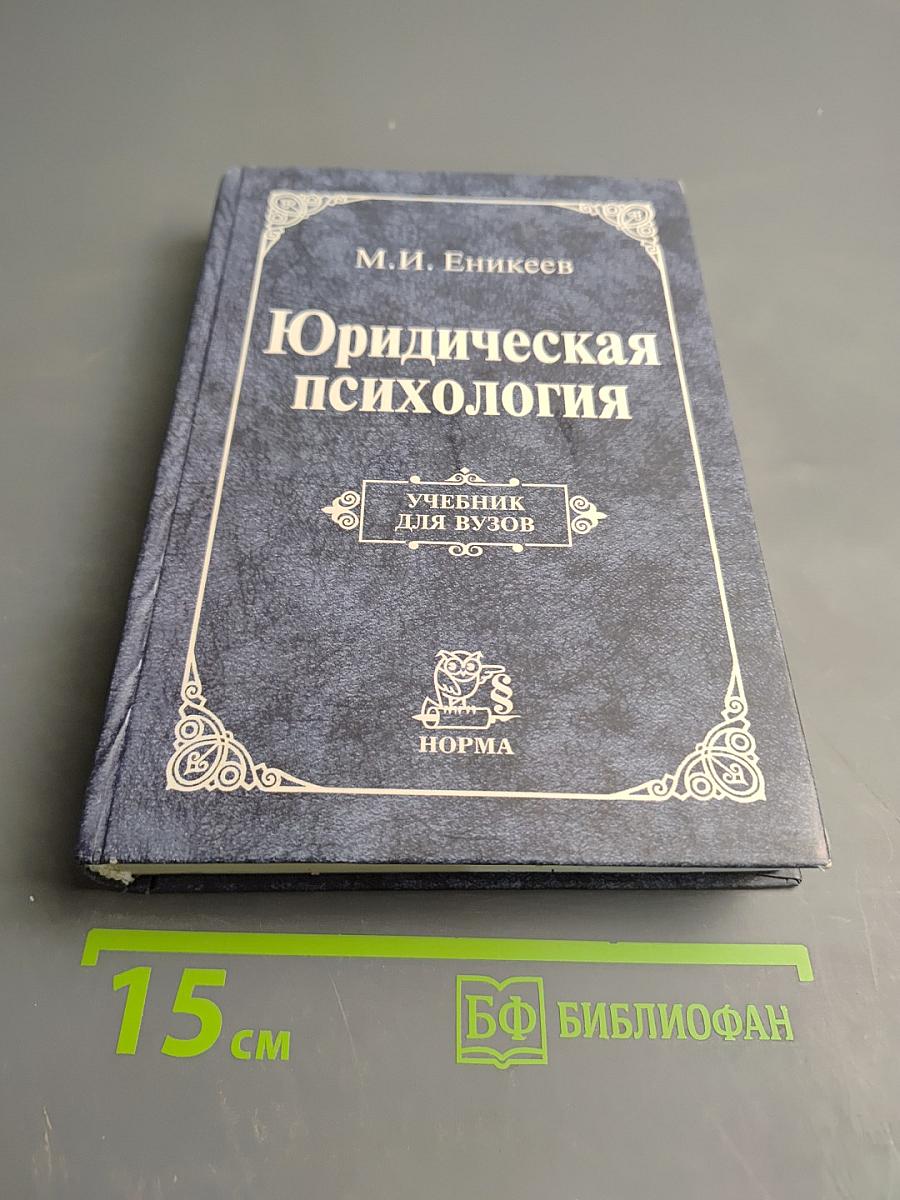 М.И. Еникеев
Юридическая
психология
УЧЕБНИК
ДЛЯ ВУЗОВ
§
НОРМА
15 см
БФ БИБЛИОФАН